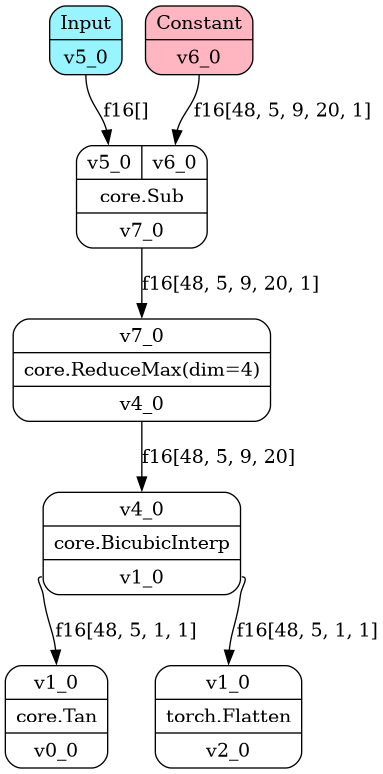 Input
v5_0
Constant
v6_0
f16[]
f16[48, 5, 9, 20, 1]
v5_0 v6_0
core.Sub
v7_0
f16[48, 5, 9, 20, 1]
v7_0
core.ReduceMax(dim=4)
v4_0
f16[48, 5, 9, 20]
v4_0
core.BicubicInterp
v1_0
f16[48, 5, 1, 1]
f16[48, 5, 1, 1]
v1_0
core.Tan
v0_0
v1_0
torch.Flatten
v2_0